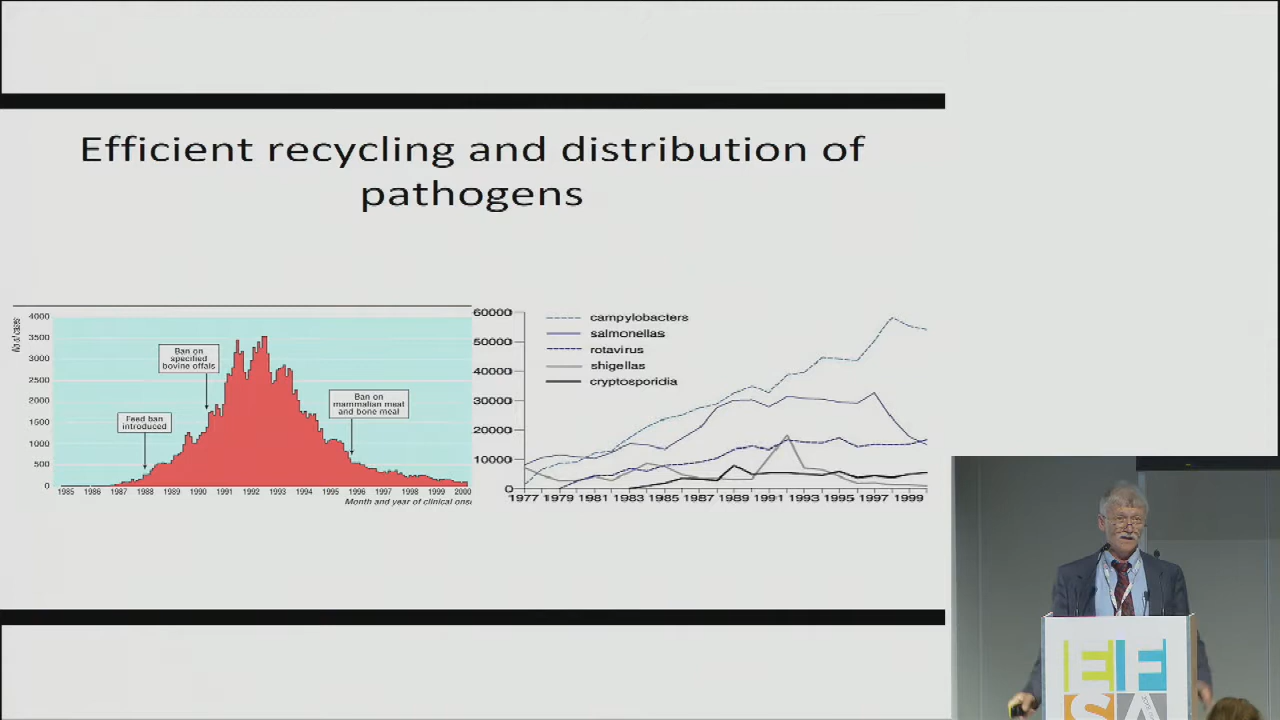 Efficient recycling and distribution of
pathogens
No of cases
4000
3500
3000
2500
2000
1500
1000
500
0
Ban on
specified
bovine offals
Feed ban
introduced
Ban on
mammalian meat
and bone meal
1985 1986 1987 1988 1989 1990 1991 1992 1993 1994 1995 1996 1997 1998 1999 2000
Month and year of clinical ons
60000
50000
40000
30000
20000
10000
0
campylobacters
salmonellas
rotavirus
shigellas
cryptosporidia
1977 1979 1981 1983 1985 1987 1989 1991 1993 1995 1997 1999
EF
SA